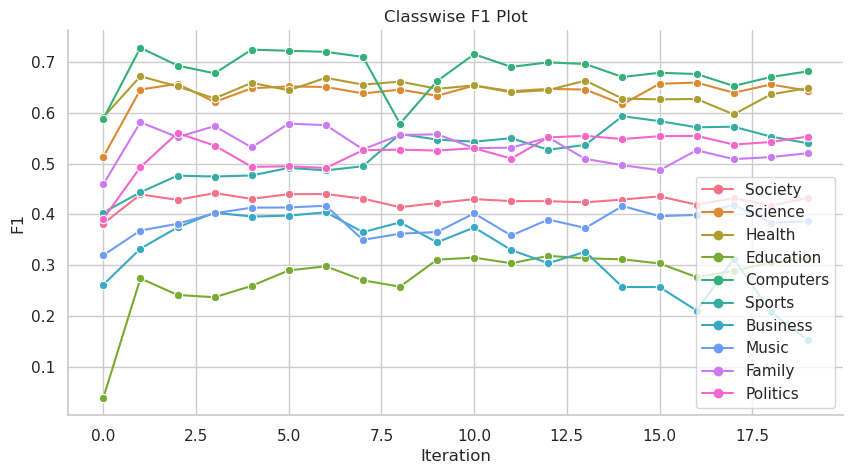 Classwise F1 Plot
F1
0.7
0.6
0.5
0.4
0.3
0.2
0.1
0.0
2.5
5.0
7.5
10.0
12.5
15.0
17.5
Iteration
Society
Science
Health
Education
Computers
Sports
Business
Music
Family
Politics